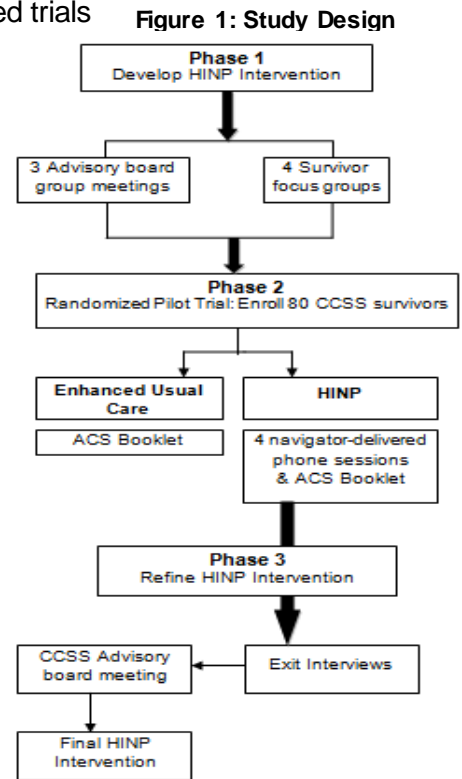 ed trials
Figure 1: Study Design
Phase 1
Develop HINP Intervention
3 Advisory board
group meetings
4 Survivor
focus groups
Phase 2
Randomized Pilot Trial: Enroll 80 CCSS survivors
Enhanced Usual
Care
HINP
ACS Booklet
4 navigator-delivered
phone sessions
& ACS Booklet
Phase 3
Refine HINP Intervention
CCSS Advisory
board meeting
Exit Interviews
Final HINP
Intervention